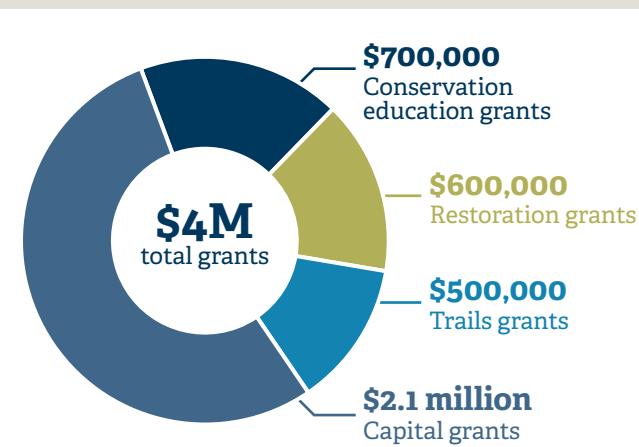 $700,000
Conservation
education grants
$600,000
Restoration grants
$4M
total grants
$500,000
Trails grants
$2.1 million
Capital grants